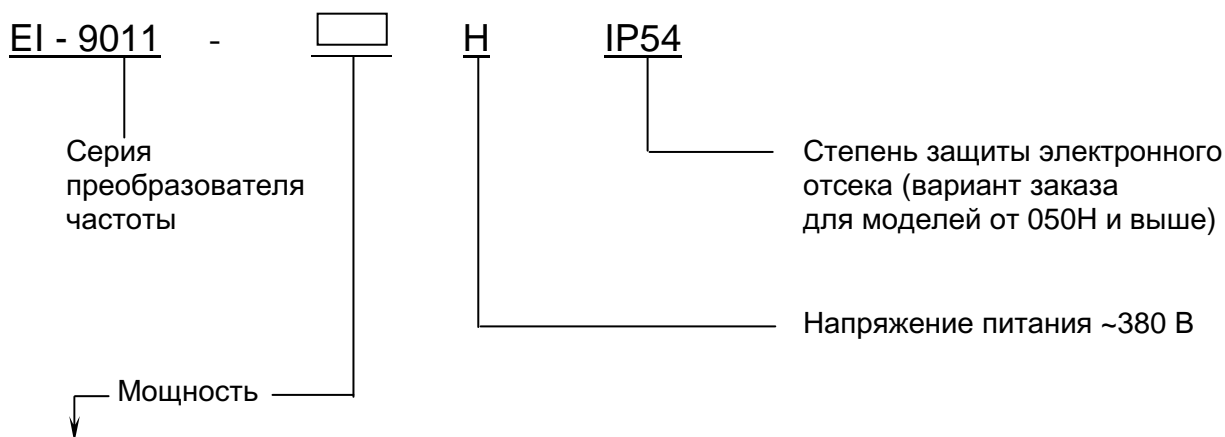 EI - 9011 - H IP54
Серия
преобразователя
частоты
Степень защиты электронного
отсека (вариант заказа
для моделей от 050Н и выше)
Напряжение питания ~380 В
Мощность